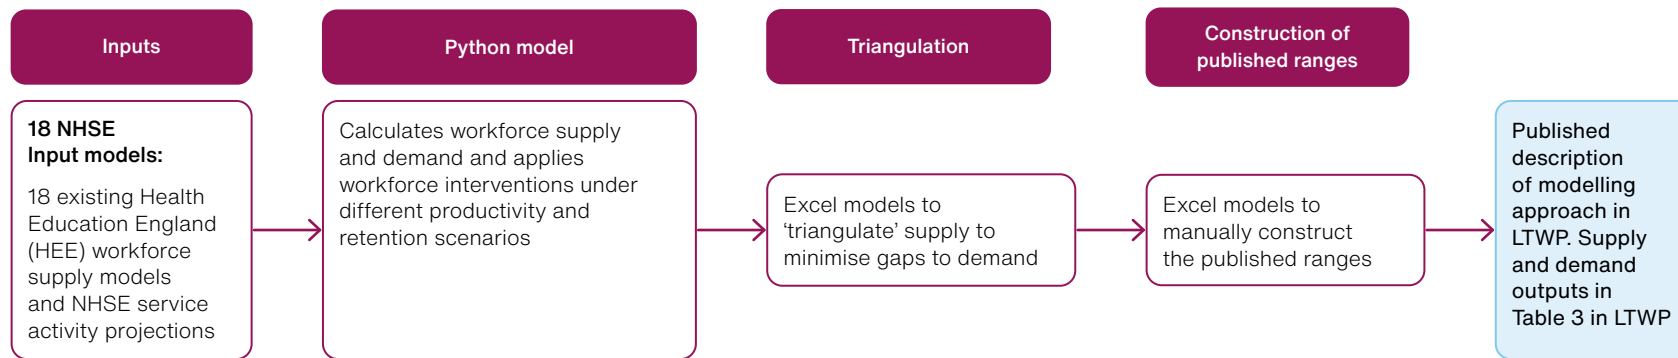 Inputs
Python model
Triangulation
Construction of
published ranges
18 NHSE
Input models:
18 existing Health
Education England
(HEE) workforce
supply models
and NHSE service
activity projections
Calculates workforce supply
and demand and applies
workforce interventions under
different productivity and
retention scenarios
Excel models to
‘triangulate’ supply to
minimise gaps to demand
Excel models to
manually construct
the published ranges
Published
description
of modelling
approach in
LTWP. Supply
and demand
outputs in
Table 3 in LTWP